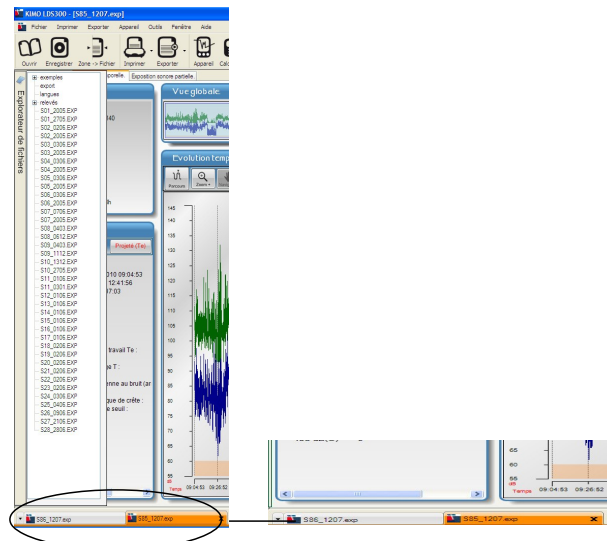 KIMO LDS300 - [S85_1207.exp]
Fichier Imprimer Exporter Appareil Outils Fenêtre Aide
Ouvrir Enregistrer Zone -> Fichier Imprimer Exporter Appareil
Explorateur de fichiers
exemples
export
langues
relevés
S01_2005.EXP
S01_2705.EXP
S02_0206.EXP
S02_2005.EXP
S03_0306.EXP
S03_2005.EXP
S04_0306.EXP
S04_2005.EXP
S05_0306.EXP
S05_2005.EXP
S06_0306.EXP
S06_2005.EXP
S07_0706.EXP
S07_2005.EXP
S08_0403.EXP
S08_0612.EXP
S09_0403.EXP
S09_1112.EXP
S10_1312.EXP
S10_2705.EXP
S11_0106.EXP
S11_0301.EXP
S12_0106.EXP
S13_0106.EXP
S14_0106.EXP
S15_0106.EXP
S16_0106.EXP
S17_0106.EXP
S18_0206.EXP
S19_0206.EXP
S20_0206.EXP
S21_0206.EXP
S22_0206.EXP
S23_0206.EXP
S24_0306.EXP
S25_0406.EXP
S26_0806.EXP
S27_2106.EXP
S28_2806.EXP
porelle. Exposition sonore partielle.
Vue globale.
Evolution temp
Parcourir Zoom
Projeté (Te)
010 09:04:53
12:41:56
07:03
travail Te :
ge T :
enne au bruit (ar
que de crête :
e seuil :
145
140
135
130
125
120
115
110
105
100
95
90
85
80
75
70
65
60
55
dB
Temps 09:04:53 09:26:52
S86_1207.exp S85_1207.exp
65
60
55
dB
Temps 09:04:53 09:26:52
S86_1207.exp S85_1207.exp